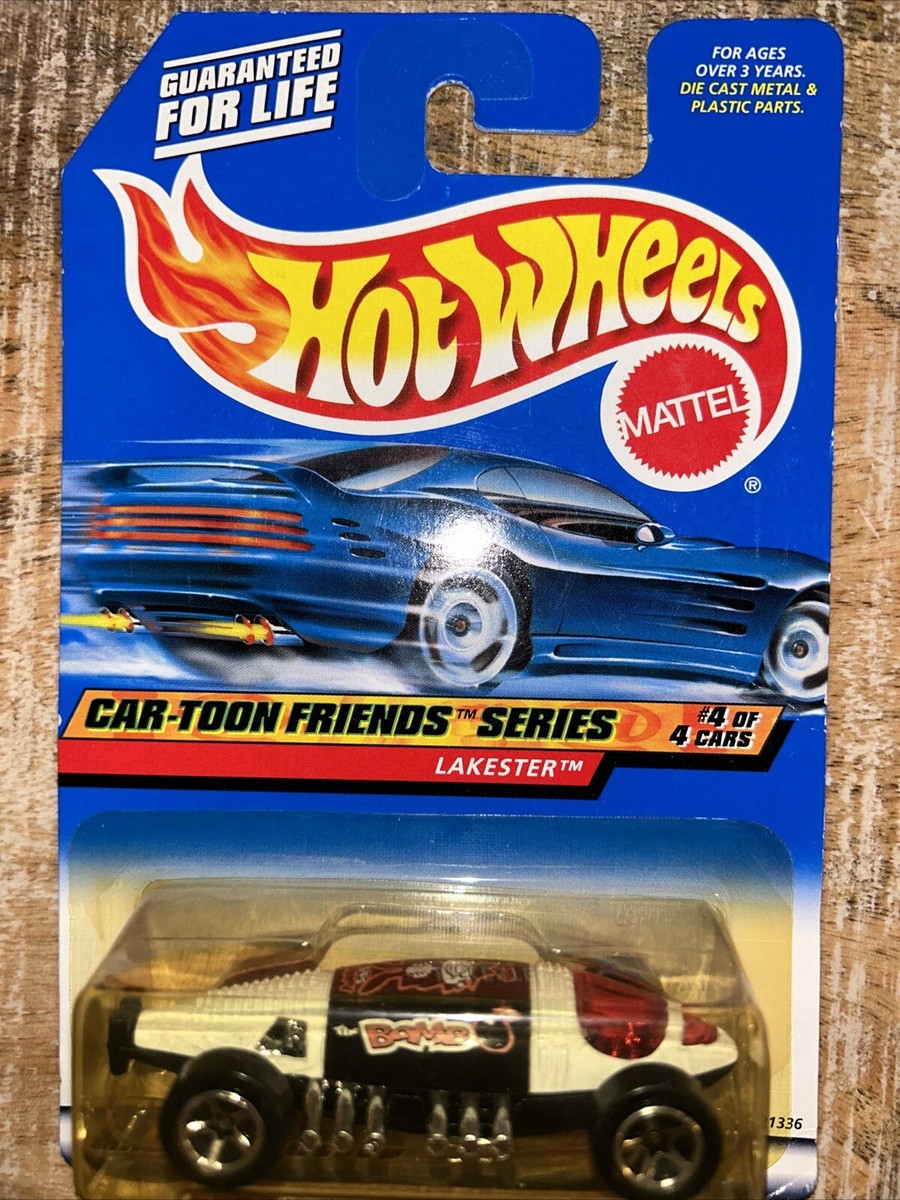 GUARANTEED
FOR LIFE
FOR AGES
OVER 3 YEARS.
DIE CAST METAL &
PLASTIC PARTS.
HOT WHEELS
MATTEL
®
CAR-TOON FRIENDS™ SERIES
#4 OF
4 CARS
LAKESTER™
THE BOMB
1336